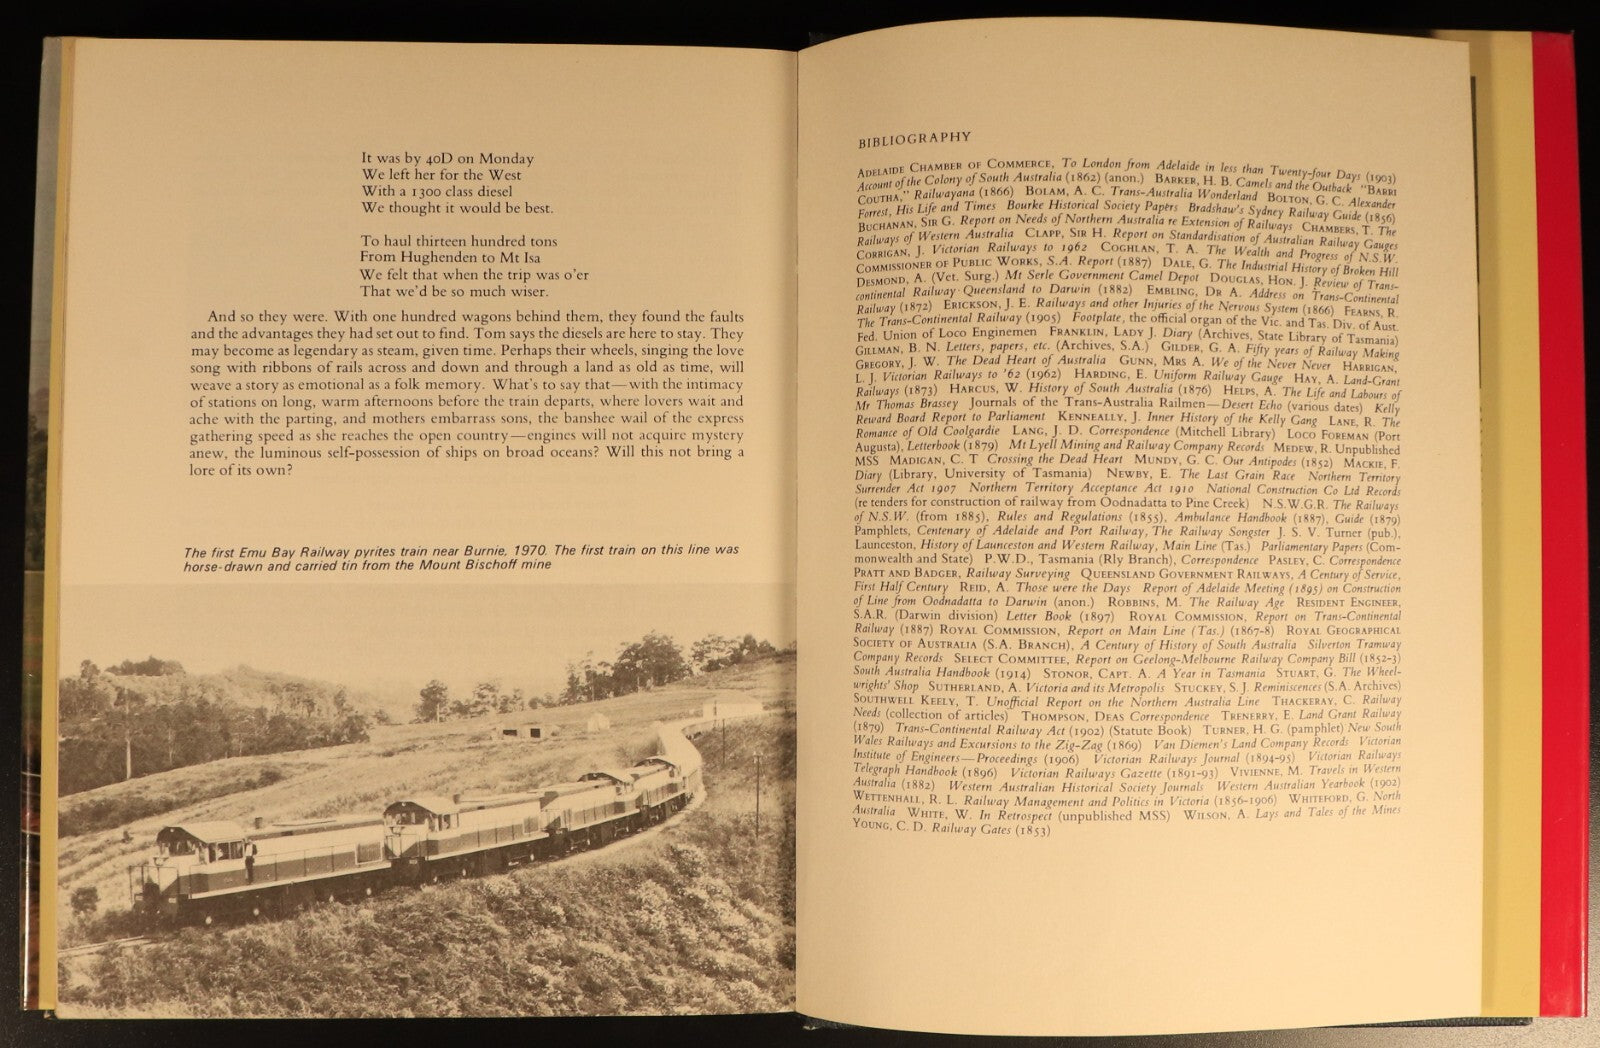 It was by 40D on Monday
We left her for the West
With a 1300 class diesel
We thought it would be best.
To haul thirteen hundred tons
From Hughenden to Mt Isa
We felt that when the trip was o'er
That we'd be so much wiser.
And so they were. With one hundred wagons behind them, they found the faults
and the advantages they had set out to find. Tom says the diesels are here to stay. They
may become as legendary as steam, given time. Perhaps their wheels, singing the love
song with ribbons of rails across and down and through a land as old as time, will
weave a story as emotional as a folk memory. What's to say that—with the intimacy
of stations on long, warm afternoons before the train departs, where lovers wait and
ache with the parting, and mothers embarrass sons, the banshee wail of the express
gathering speed as she reaches the open country—engines will not acquire mystery
anew, the luminous self-possession of ships on broad oceans? Will this not bring a
lore of its own?
The first Emu Bay Railway pyrites train near Burnie, 1970. The first train on this line was
horse-drawn and carried tin from the Mount Bischoff mine
BIBLIOGRAPHY
ADELAIDE CHAMBER OF COMMERCE, To London from Adelaide in less than Twenty-four Days (1903)
Account of the Colony of South Australia (1862) (anon.) BARKER, H. B. Camels and the Outback "BARRI
COUTHA," Railwayana (1866) BOLAM, A. C. Trans-Australia Wonderland BOLTON, G. C. Alexander
Forrest, His Life and Times Bourke Historical Society Papers Bradshaw's Sydney Railway Guide (1856)
BUCHANAN, SIR G. Report on Needs of Northern Australia re Extension of Railways CHAMBERS, T. The
Railways of Western Australia CLAPP, SIR H. Report on Standardisation of Australian Railway Gauges
CORRIGAN, J. Victorian Railways to 1962 COGHLAN, T. A. The Wealth and Progress of N.S.W.
COMMISSIONER OF PUBLIC WORKS, S.A. Report (1887) DALE, G. The Industrial History of Broken Hill
DESMOND, A. (Vet. Surg.) Mt Serle Government Camel Depot DOUGLAS, HON. J. Review of Trans-
continental Railway-Queensland to Darwin (1882) EMBLING, DR A. Address on Trans-Continental
Railway (1872) ERICKSON, J. E. Railways and other Injuries of the Nervous System (1866) FEARNS, R.
The Trans-Continental Railway (1905) Footplate, the official organ of the Vic. and Tas. Div. of Aust.
Fed. Union of Loco Enginemen FRANKLIN, LADY J. Diary (Archives, State Library of Tasmania)
GILLMAN, B. N. Letters, papers, etc. (Archives, S.A.) GILDER, G. A. Fifty years of Railway Making
GREGORY, J. W. The Dead Heart of Australia GUNN, MRS A. We of the Never Never HARRIGAN,
L. J. Victorian Railways to '62 (1962) HARDING, E. Uniform Railway Gauge HAY, A. Land-Grant
Railways (1873) HARCUS, W. History of South Australia (1876) HELPS, A. The Life and Labours of
Mr Thomas Brassey Journals of the Trans-Australia Railmen—Desert Echo (various dates) Kelly
Reward Board Report to Parliament KENNEALLY, J. Inner History of the Kelly Gang LANE, R. The
Romance of Old Coolgardie LANG, J. D. Correspondence (Mitchell Library) LOCO FOREMAN (Port
Augusta), Letterbook (1879) Mt Lyell Mining and Railway Company Records MEDEW, R. Unpublished
MSS MADIGAN, C. T Crossing the Dead Heart MUNDY, G. C. Our Antipodes (1852) MACKIE, F.
Diary (Library, University of Tasmania) NEWBY, E. The Last Grain Race Northern Territory
Surrender Act 1907 Northern Territory Acceptance Act 1910 National Construction Co Ltd Records
(re tenders for construction of railway from Oodnadatta to Pine Creek) N.S.W.G.R. The Railways
of N.S.W. (from 1885), Rules and Regulations (1855), Ambulance Handbook (1887), Guide (1879)
Pamphlets, Centenary of Adelaide and Port Railway, The Railway Songster J. S. V. Turner (pub.),
Launceston, History of Launceston and Western Railway, Main Line (Tas.) Parliamentary Papers (Com-
monwealth and State) P.W.D., Tasmania (Rly Branch), Correspondence PASLEY, C. Correspondence
PRATT AND BADGER, Railway Surveying QUEENSLAND GOVERNMENT RAILWAYS, A Century of Service,
First Half Century REID, A. Those were the Days Report of Adelaide Meeting (1895) on Construction
of Line from Oodnadatta to Darwin (anon.) ROBBINS, M. The Railway Age RESIDENT ENGINEER,
S.A.R. (Darwin division) Letter Book (1897) ROYAL COMMISSION, Report on Trans-Continental
Railway (1887) ROYAL COMMISSION, Report on Main Line (Tas.) (1867-8) ROYAL GEOGRAPHICAL
SOCIETY OF AUSTRALIA (S.A. BRANCH), A Century of History of South Australia Silverton Tramway
Company Records SELECT COMMITTEE, Report on Geelong-Melbourne Railway Company Bill (1852-3)
South Australia Handbook (1914) STONOR, CAPT. A. A Year in Tasmania STUART, G. The Wheel-
wrights' Shop SUTHERLAND, A. Victoria and its Metropolis STUCKEY, S. J. Reminiscences (S.A. Archives)
SOUTHWELL KEELY, T. Unofficial Report on the Northern Australia Line THACKERAY, C. Railway
Needs (collection of articles) THOMPSON, DEAS Correspondence TRENERRY, E. Land Grant Railway
(1879) Trans-Continental Railway Act (1902) (Statute Book) TURNER, H. G. (pamphlet) New South
Wales Railways and Excursions to the Zig-Zag (1869) Van Diemen's Land Company Records Victorian
Institute of Engineers—Proceedings (1906) Victorian Railways Journal (1894-95) Victorian Railways
Telegraph Handbook (1896) Victorian Railways Gazette (1891-93) VIVIENNE, M. Travels in Western
Australia (1882) Western Australian Historical Society Journals Western Australian Yearbook (1902)
WETTENHALL, R. L. Railway Management and Politics in Victoria (1856-1906) WHITEFORD, G. North
Australia WHITE, W. In Retrospect (unpublished MSS) WILSON, A. Lays and Tales of the Mines
YOUNG, C. D. Railway Gates (1853)